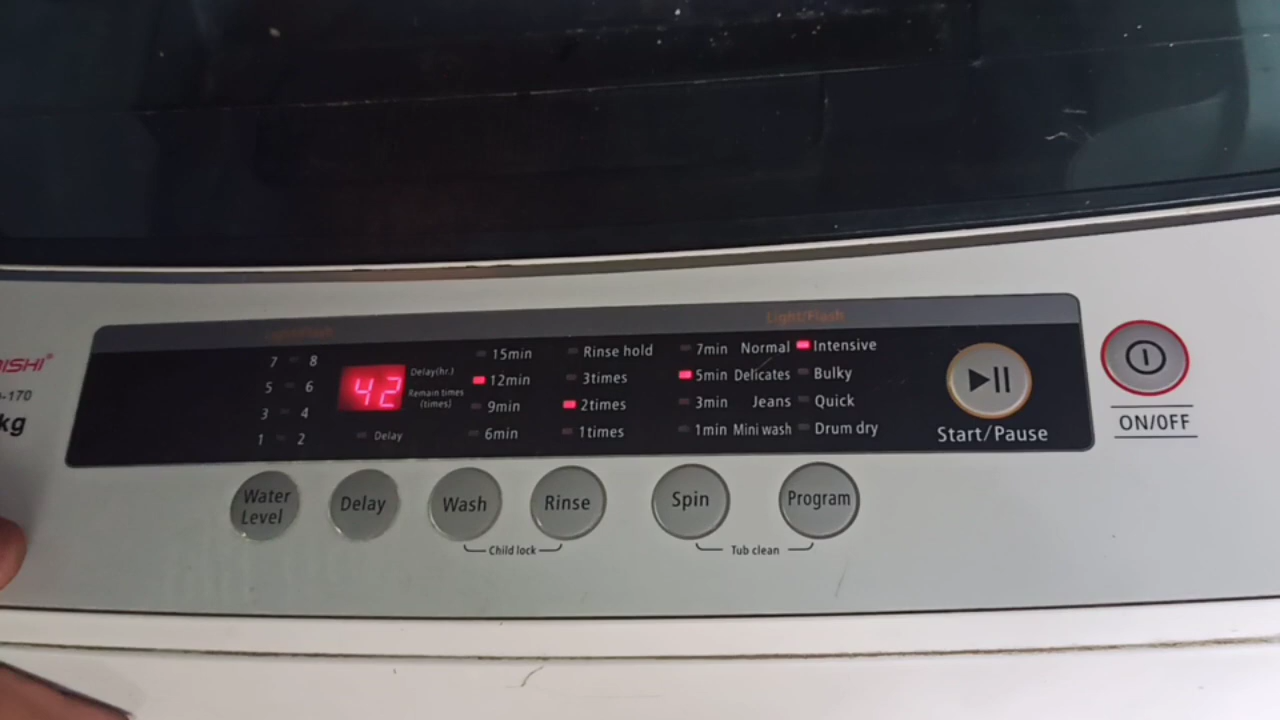 ISHI®
-170
kg
Light/Flash
Light/Flash
7 8
5 6
3 4
1 2
42
Delay(hr.)
Remain times
(times)
Delay
15min
12min
9min
6min
Rinse hold
3times
2times
1times
7min
5min
3min
1min
Normal Intensive
Delicates Bulky
Jeans Quick
Mini wash Drum dry
Start/Pause
ON/OFF
Water
Level
Delay
Wash
Rinse
Spin
Program
Child lock
Tub clean